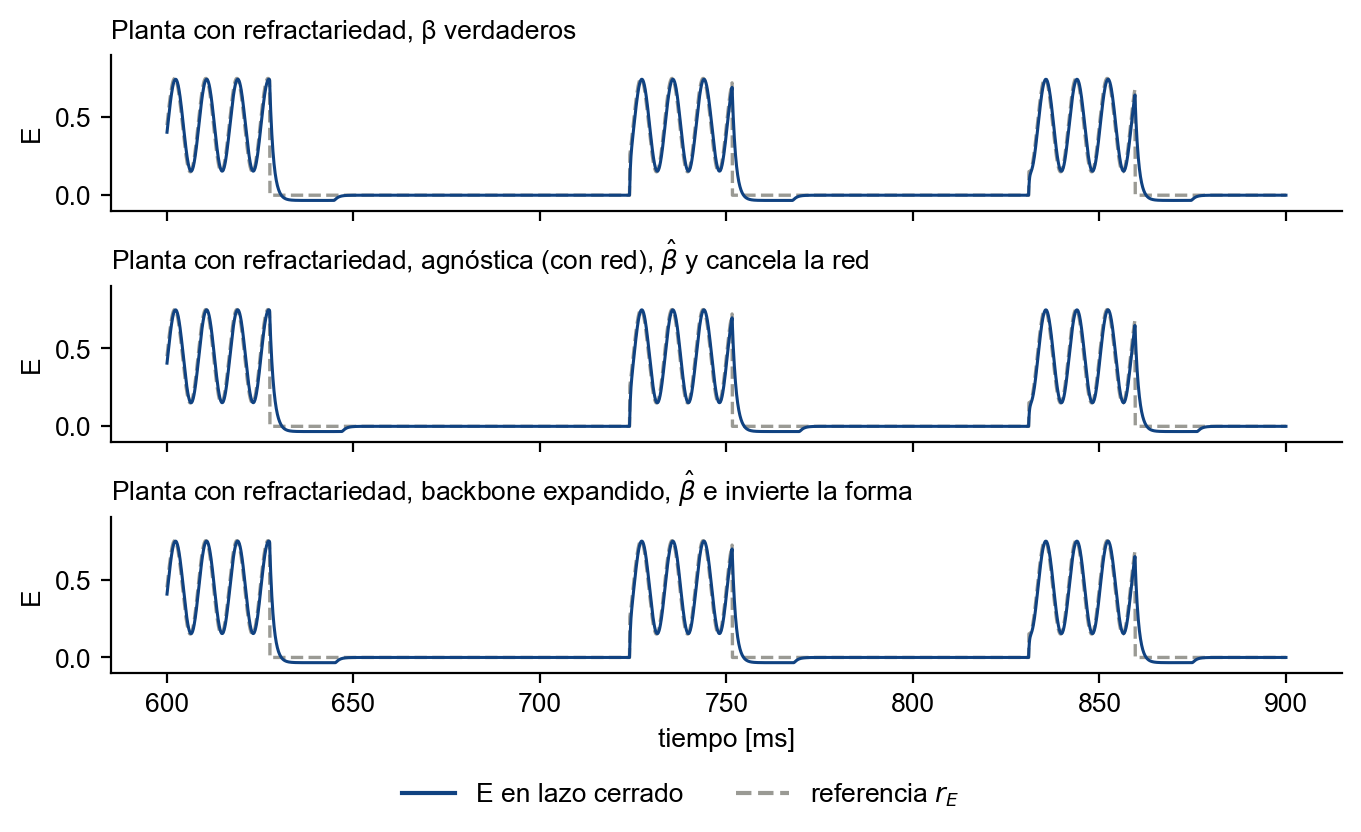 Planta con refractariedad, β verdaderos
E
0.5
0.0
Planta con refractariedad, agnóstica (con red), β̂ y cancela la red
E
0.5
0.0
Planta con refractariedad, backbone expandido, β̂ e invierte la forma
E
0.5
0.0
600 650 700 750 800 850 900
tiempo [ms]
E en lazo cerrado referencia r_E